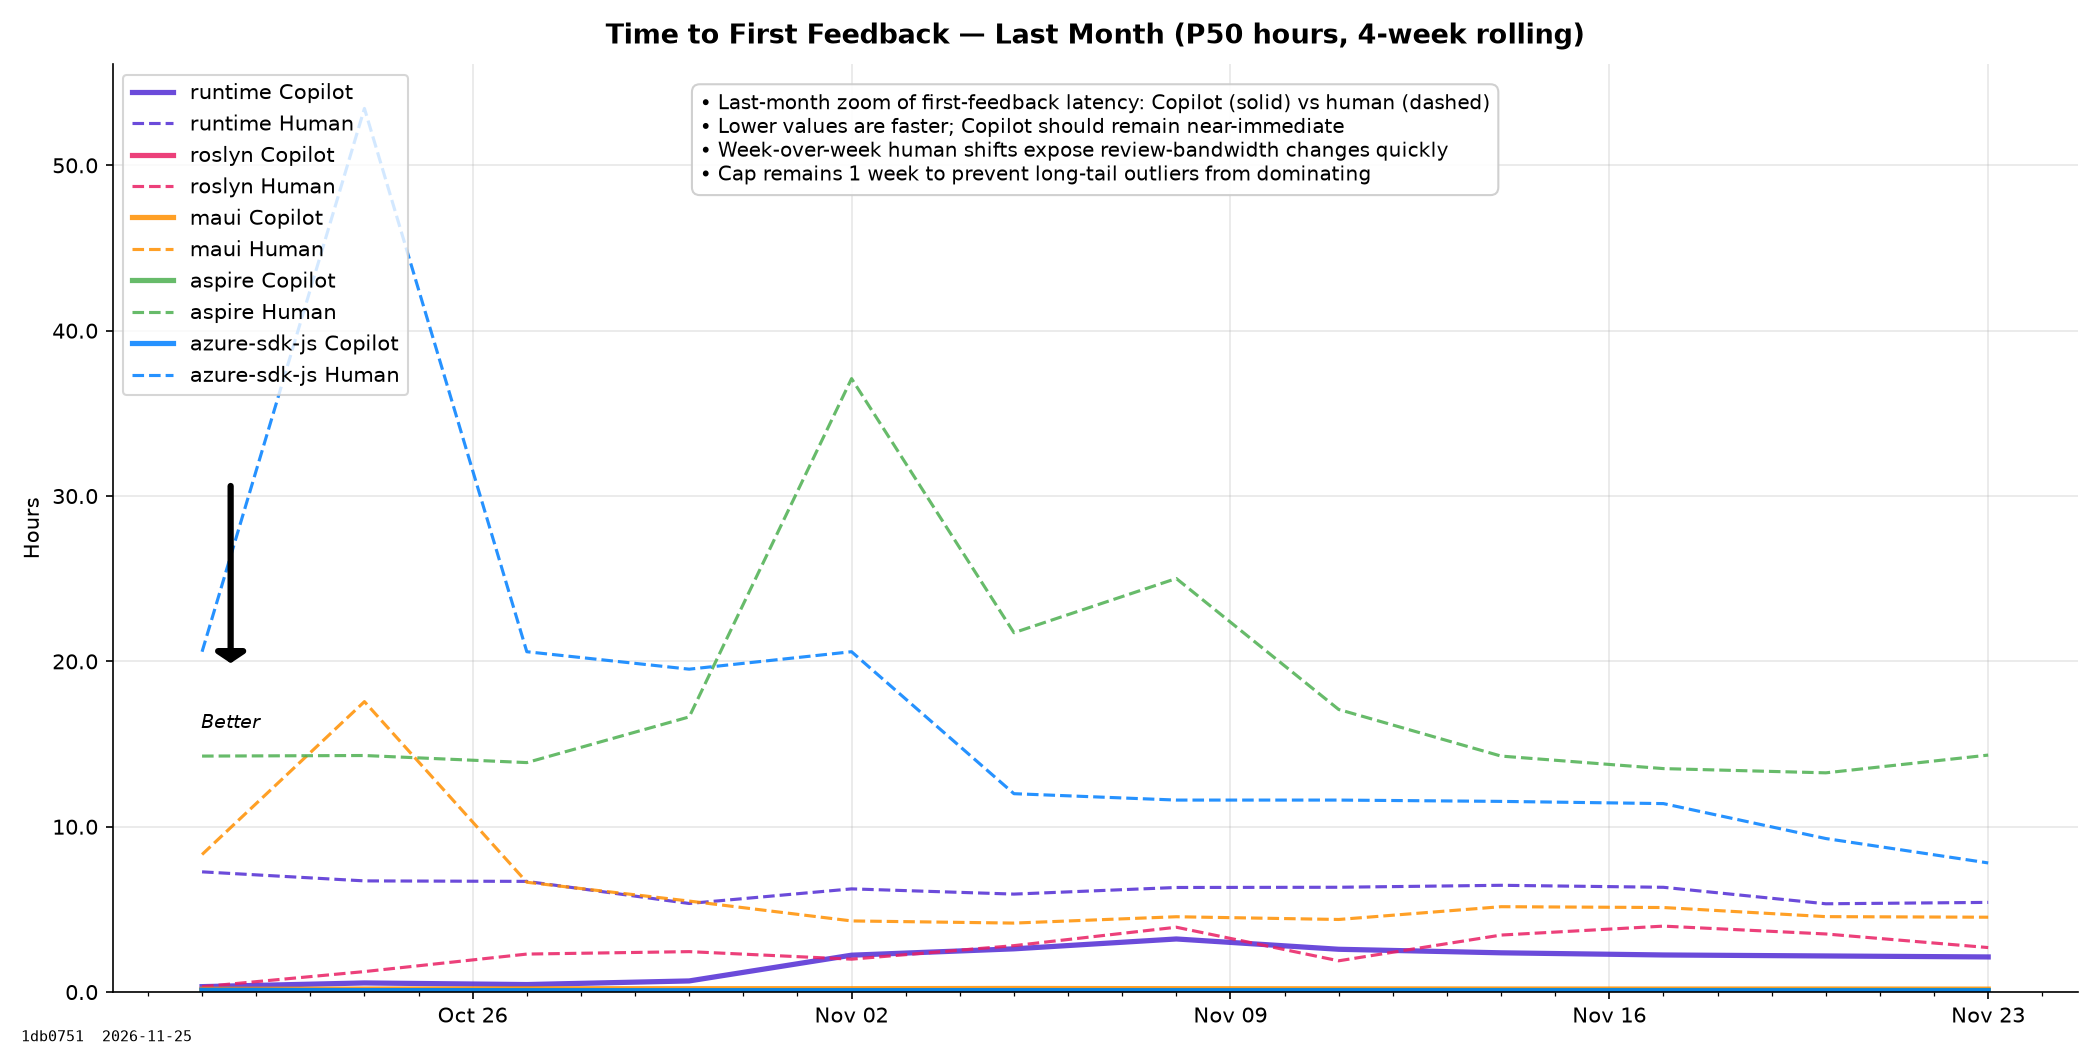 Time to First Feedback — Last Month (P50 hours, 4-week rolling)
runtime Copilot
runtime Human
roslyn Copilot
roslyn Human
maui Copilot
maui Human
aspire Copilot
aspire Human
azure-sdk-js Copilot
azure-sdk-js Human
• Last-month zoom of first-feedback latency: Copilot (solid) vs human (dashed)
• Lower values are faster; Copilot should remain near-immediate
• Week-over-week human shifts expose review-bandwidth changes quickly
• Cap remains 1 week to prevent long-tail outliers from dominating
50.0
40.0
30.0
20.0
10.0
0.0
Hours
Better
Oct 26
Nov 02
Nov 09
Nov 16
Nov 23
1db0751 2026-11-25